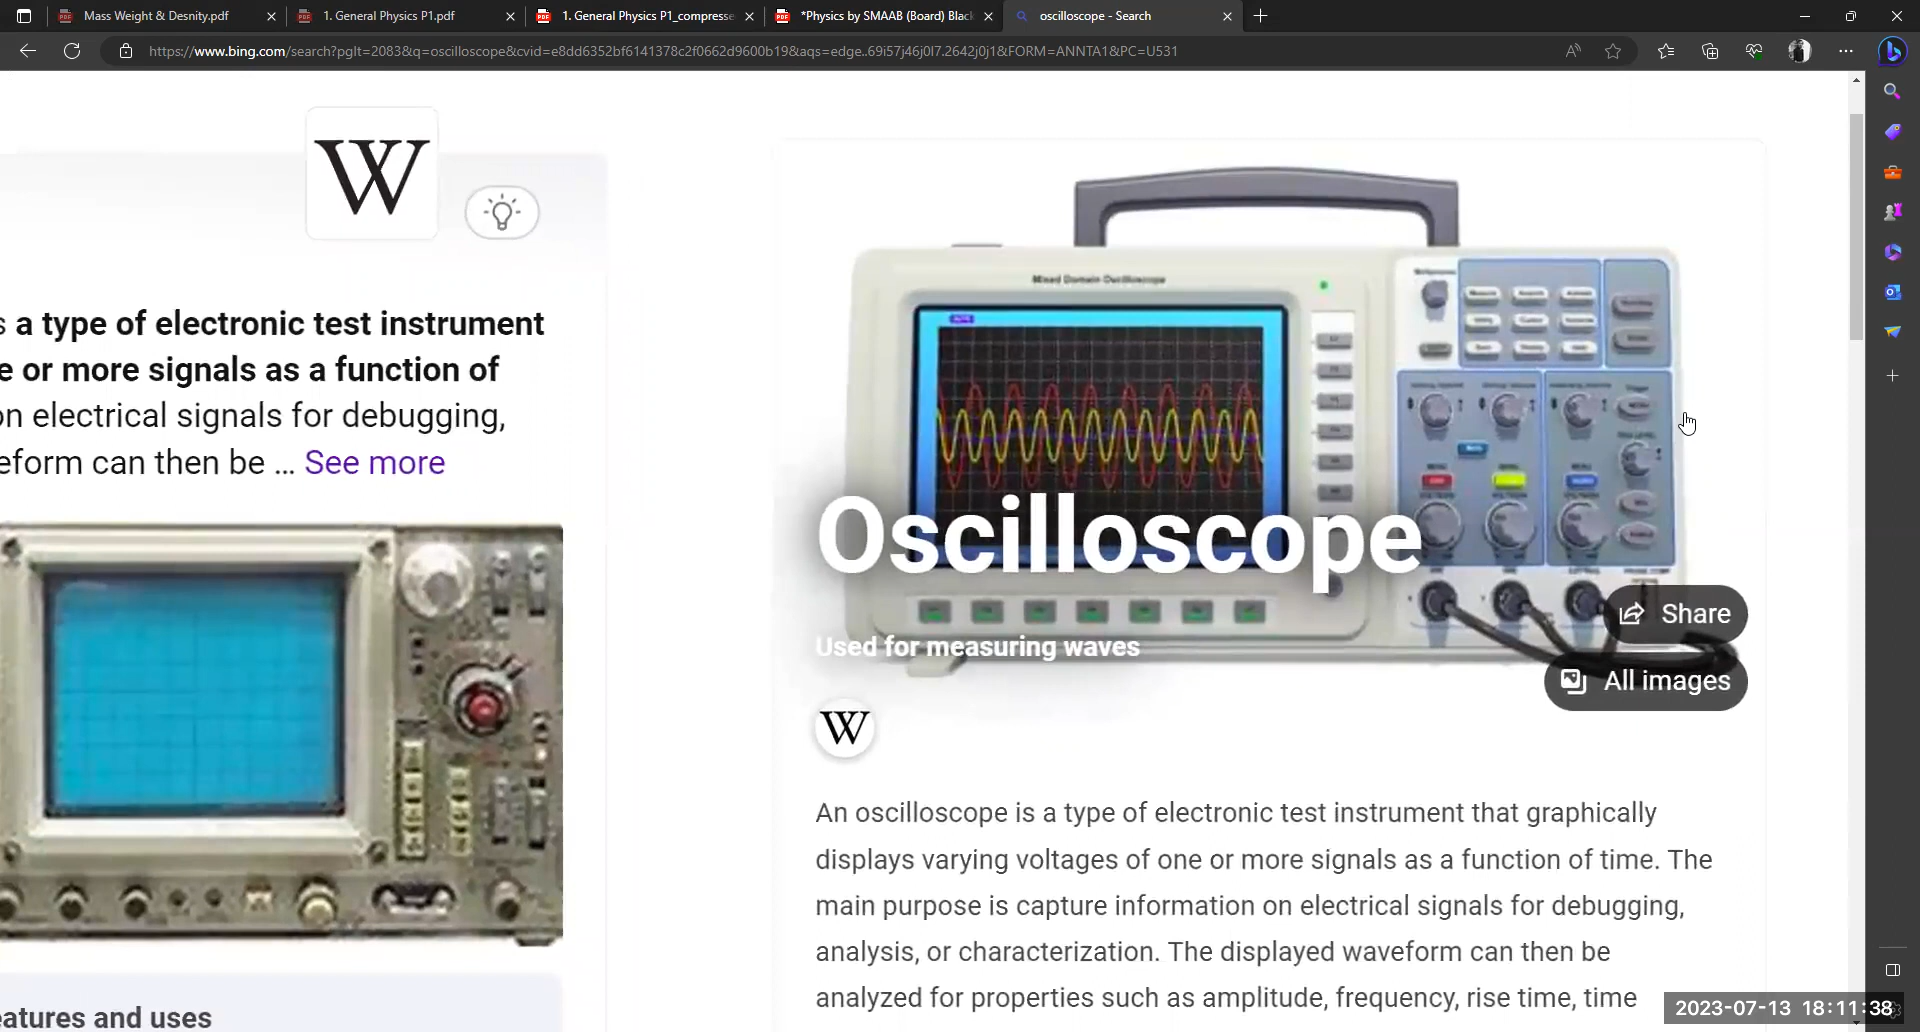 Mass Weight & Desnity.pdf
1. General Physics P1.pdf
1. General Physics P1_compresse
*Physics by SMAAB (Board) Black
oscilloscope - Search
https://www.bing.com/search?pglt=2083&q=oscilloscope&cvid=e8dd6352bf6141378c2f0662d9600b19&aqs=edge..69i57j46j0l7.2642j0j1&FORM=ANNTA1&PC=U531
W
s a type of electronic test instrument
e or more signals as a function of
on electrical signals for debugging,
eform can then be ... See more
eatures and uses
Mixed Domain Oscilloscope
Oscilloscope
Used for measuring waves
Share
All images
W
An oscilloscope is a type of electronic test instrument that graphically
displays varying voltages of one or more signals as a function of time. The
main purpose is capture information on electrical signals for debugging,
analysis, or characterization. The displayed waveform can then be
analyzed for properties such as amplitude, frequency, rise time, time
2023-07-13 18:11:38